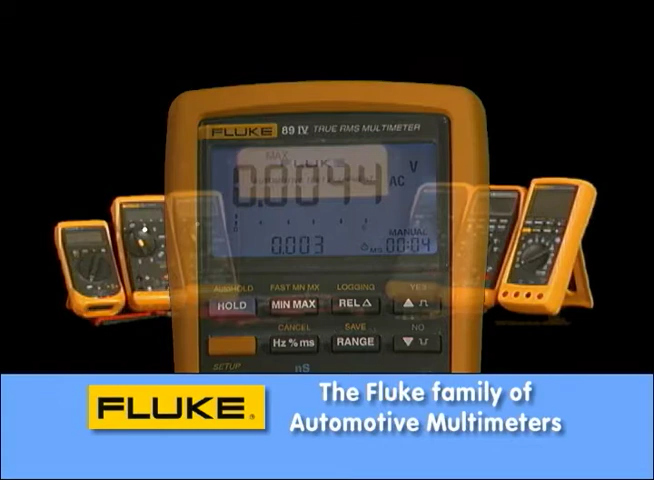 FLUKE 89 IV TRUE RMS MULTIMETER
MAX
FLUKE
0.0094 AC V
MANUAL
0.003 00:04
AUTOHOLD FAST MN MX LOGGING YES
HOLD MIN MAX REL △ ▲
CANCEL SAVE NO
Hz % ms RANGE ▼
SETUP nS
FLUKE®
The Fluke family of
Automotive Multimeters